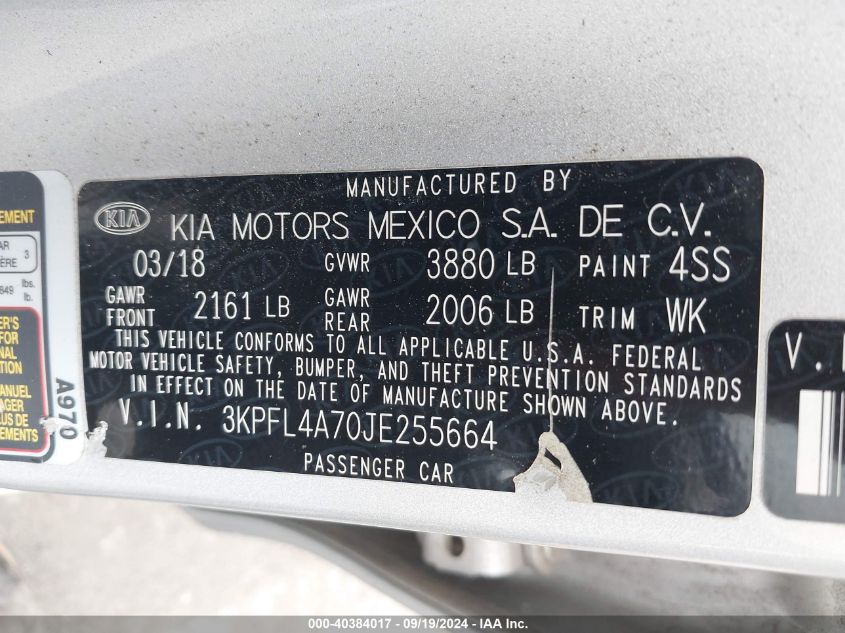 MANUFACTURED BY
KIA KIA MOTORS MEXICO S.A. DE C.V.
03/18 GVWR 3880 LB PAINT 4SS
GAWR FRONT 2161 LB GAWR REAR 2006 LB TRIM WK
THIS VEHICLE CONFORMS TO ALL APPLICABLE U.S.A. FEDERAL
MOTOR VEHICLE SAFETY, BUMPER, AND THEFT PREVENTION STANDARDS
IN EFFECT ON THE DATE OF MANUFACTURE SHOWN ABOVE.
V.I.N. 3KPFL4A70JE255664
PASSENGER CAR
A970
3
lbs.
lb.
000-40384017 - 09/19/2024 - IAA Inc.